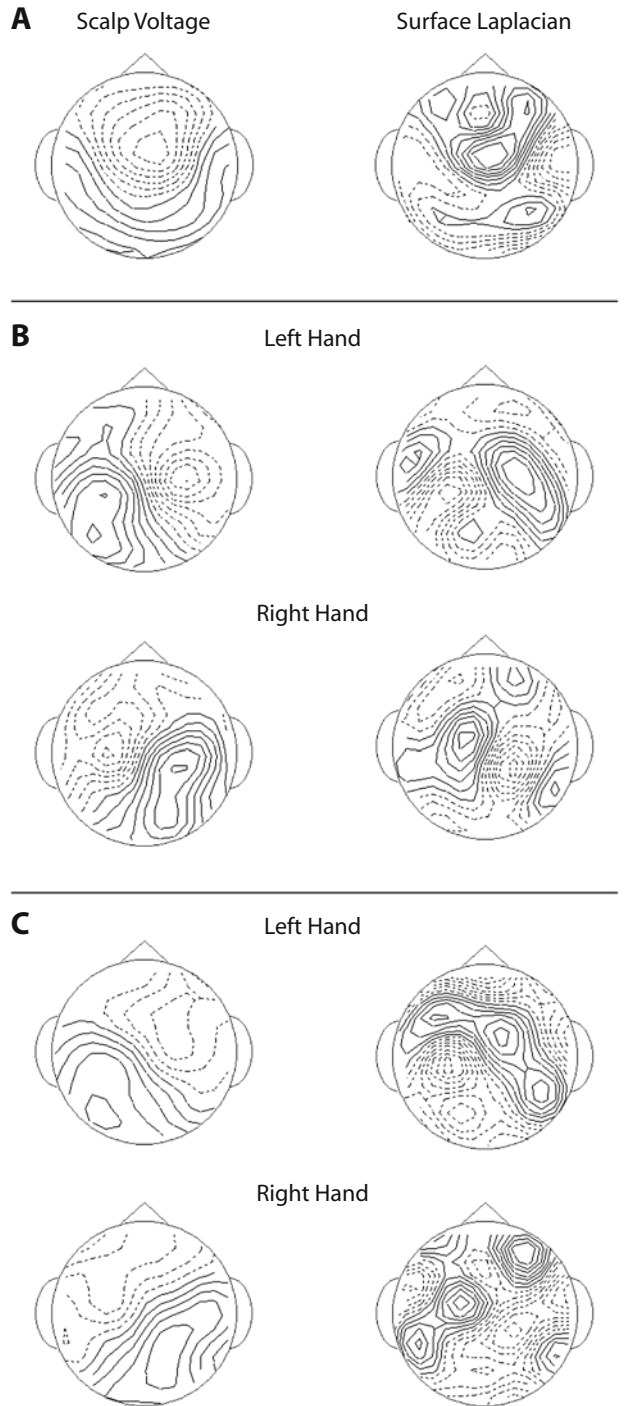 A
Scalp Voltage
Surface Laplacian
B
Left Hand
Right Hand
C
Left Hand
Right Hand